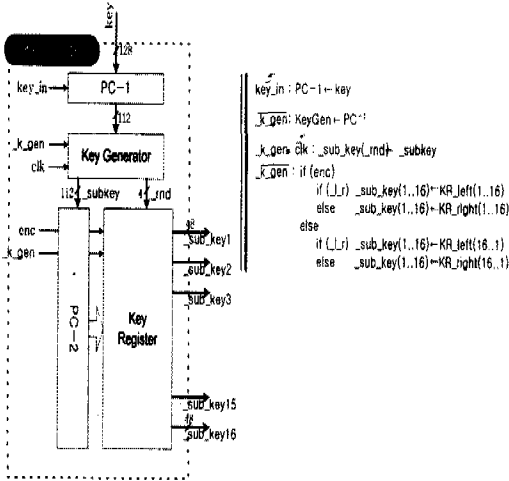 key
128
key_in
PC-1
112
_k_gen
clk
Key Generator
112 _subkey
4 _rnd
enc
_k_gen
PC-2
Key
Register
_sub_key1
_sub_key2
_sub_key3
_sub_key15
_sub_key16
key_in : PC-1←key
_k_gen: KeyGen←PC-1
_k_gen clk : _sub_key(_rnd)← _subkey
_k_gen : if (enc)
if (_l_r) _sub_key(1..16)←KR_left(1..16)
else _sub_key(1..16)←KR_right(1..16)
else
if (_l_r) _sub_key(1..16)←KR_left(16..1)
else _sub_key(1..16)←KR_right(16..1)